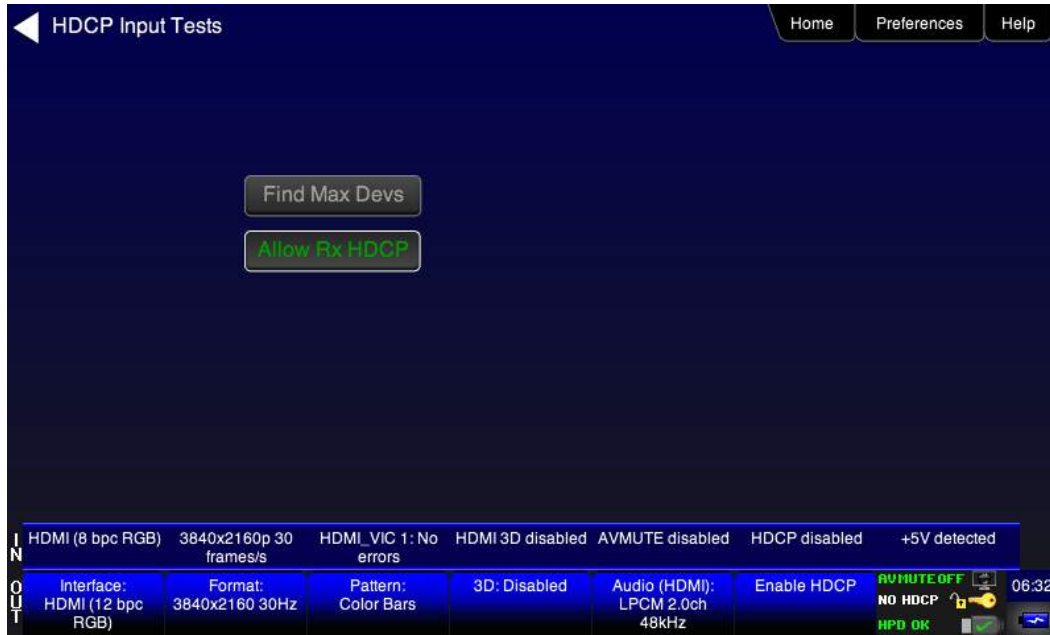 HDCP Input Tests
Home
Preferences
Help
Find Max Devs
Allow Rx HDCP
IN
HDMI (8 bpc RGB)
3840x2160p 30
frames/s
HDMI_VIC 1: No
errors
HDMI 3D disabled
AVMUTE disabled
HDCP disabled
+5V detected
OUT
Interface:
HDMI (12 bpc
RGB)
Format:
3840x2160 30Hz
Pattern:
Color Bars
3D: Disabled
Audio (HDMI):
LPCM 2.0ch
48kHz
Enable HDCP
AVMUTE OFF
NO HDCP
HPD OK
06:32